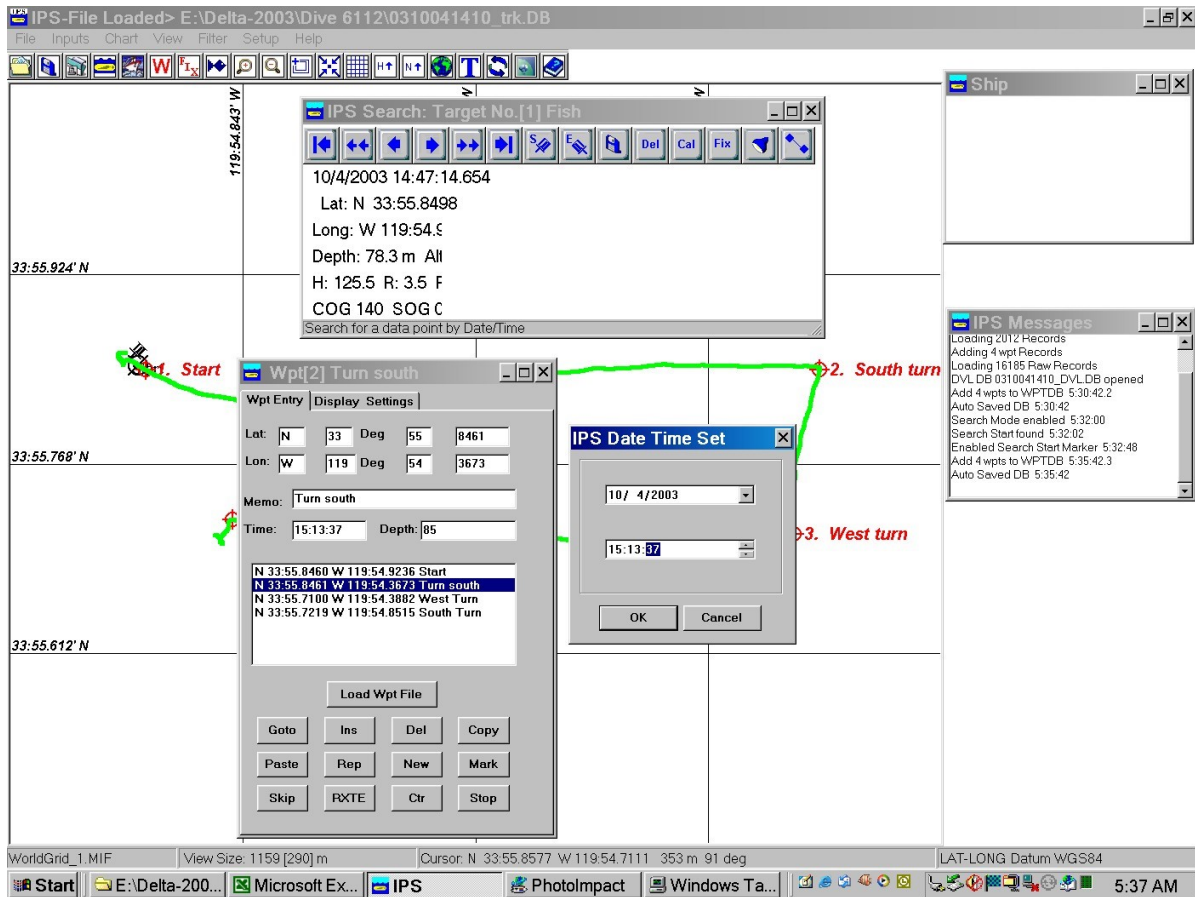 IPS-File Loaded> E:\Delta-2003\Dive 6112\0310041410_trk.DB
File Inputs Chart View Filter Setup Help
W FIX H N T
119:54.843' W
W
W
IPS Search: Target No.[1] Fish
S E Del Cal Fix
10/4/2003 14:47:14.654
Lat: N 33:55.8498
Long: W 119:54.9
Depth: 78.3 m Alt
H: 125.5 R: 3.5 F
COG 140 SOG 0
Search for a data point by Date/Time
Ship
33:55.924' N
1. Start
2. South turn
IPS Messages
Loading 2012 Records
Adding 4 wpt Records
Loading 16185 Raw Records
DVL DB 0310041410_DVL.DB opened
Add 4 wpts to WPTDB 5:30:42.2
Auto Saved DB 5:30:42
Search Mode enabled 5:32:00
Search Start found 5:32:02
Enabled Search Start Marker 5:32:48
Add 4 wpts to WPTDB 5:35:42.3
Auto Saved DB 5:35:42
Wpt[2] Turn south
Wpt Entry Display Settings
Lat: N 33 Deg 55 8461
Lon: W 119 Deg 54 3673
Memo: Turn south
Time: 15:13:37 Depth: 85
N 33:55.8460 W 119:54.9236 Start
N 33:55.8461 W 119:54.3673 Turn south
N 33:55.7100 W 119:54.3882 West Turn
N 33:55.7219 W 119:54.8515 South Turn
Load Wpt File
Goto Ins Del Copy
Paste Rep New Mark
Skip RXTE Ctr Stop
IPS Date Time Set
10/ 4/2003
15:13:37
OK Cancel
33:55.768' N
3. West turn
33:55.612' N
WorldGrid_1.MIF View Size: 1159 [290] m Cursor: N 33:55.8577 W 119:54.7111 353 m 91 deg LAT-LONG Datum WGS84
Start E:\Delta-200... Microsoft Ex... IPS PhotoImpact Windows Ta... 5:37 AM